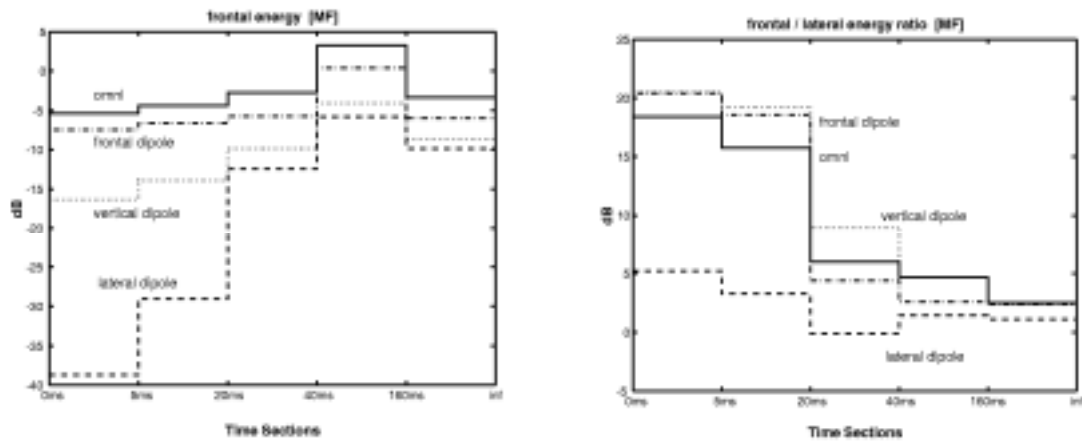 frontal energy [MF]
5
0
-5
-10
-15
-20
-25
-30
-35
-40
dB
omni
frontal dipole
vertical dipole
lateral dipole
0ms
20ms
40ms
160ms
inf
Time Sections
frontal / lateral energy ratio [MF]
25
20
15
10
5
0
-5
dB
frontal dipole
omni
vertical dipole
lateral dipole
0ms
20ms
40ms
160ms
inf
Time Sections